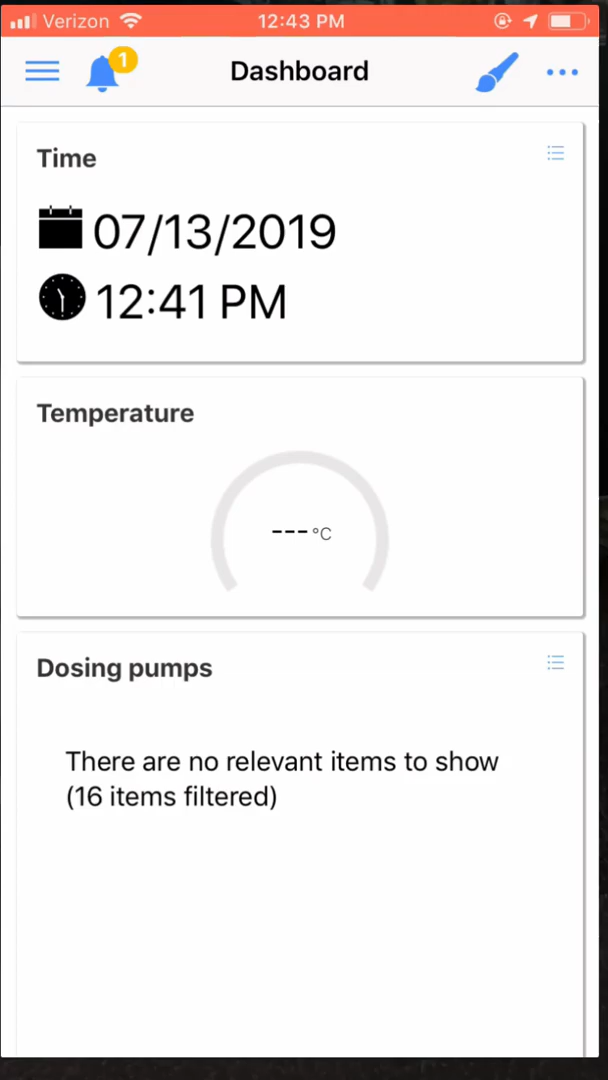 Verizon 12:43 PM
1
Dashboard
Time
07/13/2019
12:41 PM
Temperature
---°C
Dosing pumps
There are no relevant items to show
(16 items filtered)